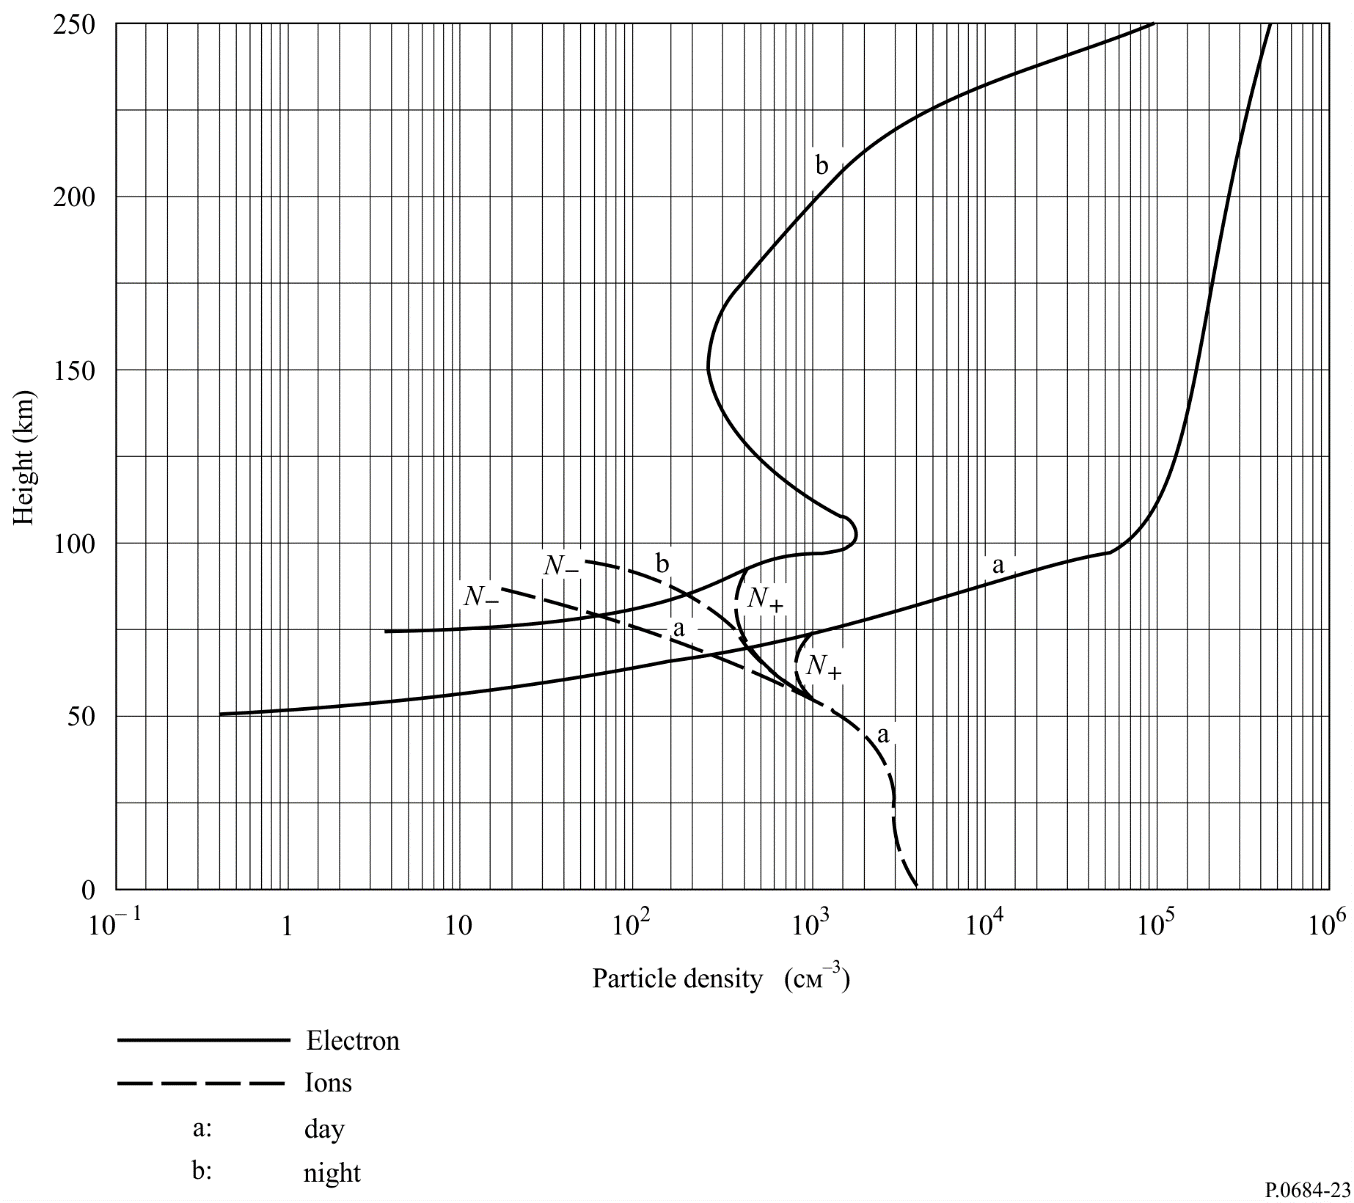 250
200
150
100
50
0
Height (km)
b
a
N₋
b
N₊
N₋
a
N₊
a
10⁻¹ 1 10 10² 10³ 10⁴ 10⁵ 10⁶
Particle density (см⁻³)
Electron
Ions
a: day
b: night
P.0684-23